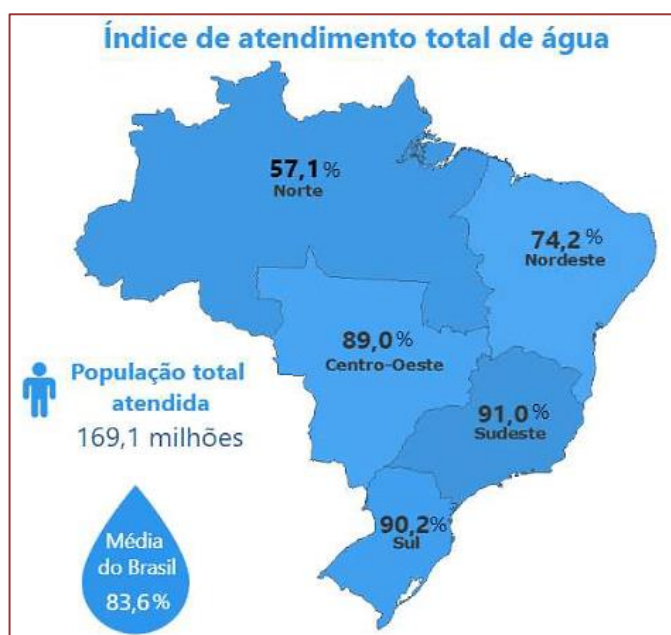 Índice de atendimento total de água
57,1%
Norte
74,2%
Nordeste
89,0%
Centro-Oeste
População total
atendida
169,1 milhões
91,0%
Sudeste
90,2%
Sul
Média
do Brasil
83,6%